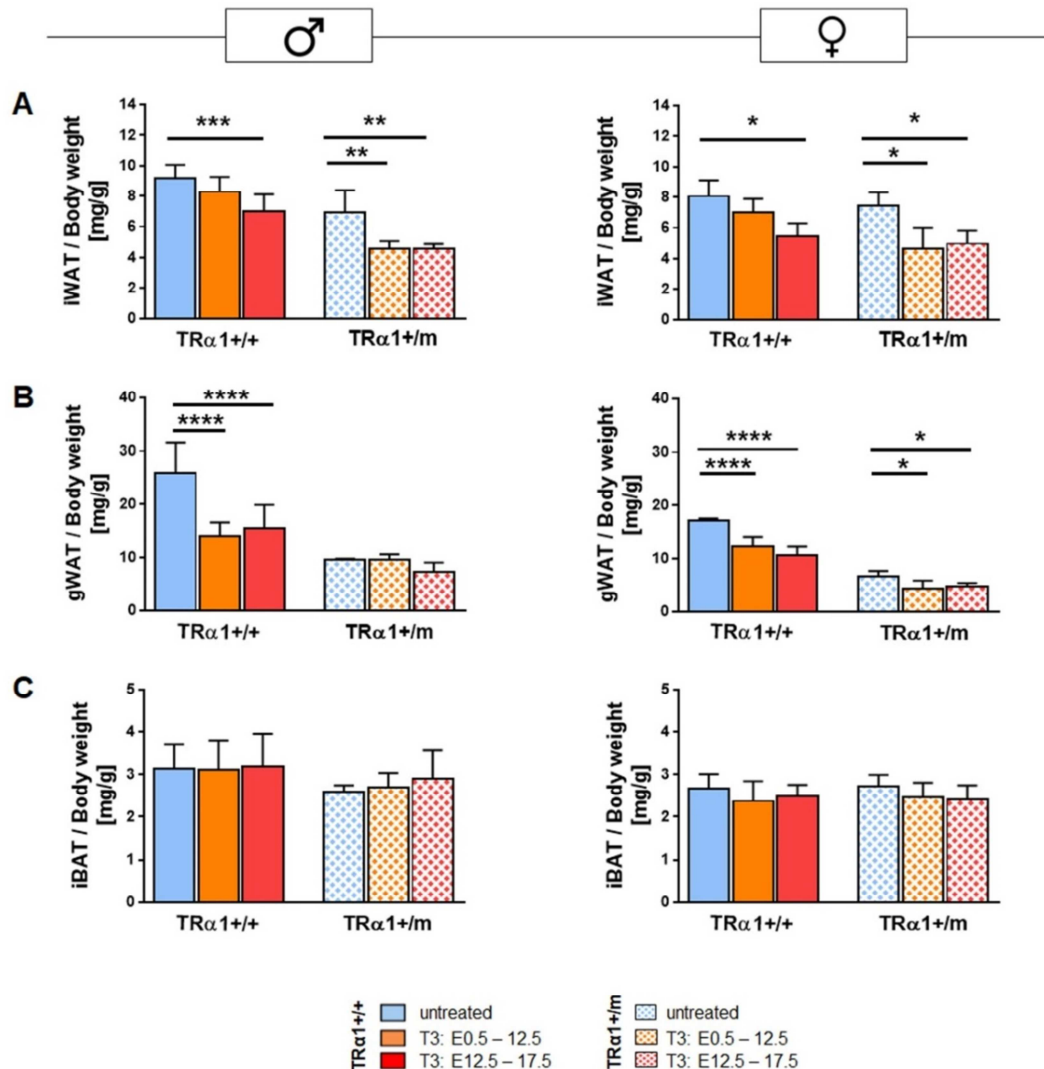 ♂ ♀
A
iWAT / Body weight
[mg/g]
14
12
10
8
6
4
2
0
***
**
**
TRα1+/+ TRα1+/m
iWAT / Body weight
[mg/g]
14
12
10
8
6
4
2
0
*
*
*
TRα1+/+ TRα1+/m
B
gWAT / Body weight
[mg/g]
40
30
20
10
0
****
****
TRα1+/+ TRα1+/m
gWAT / Body weight
[mg/g]
40
30
20
10
0
****
****
*
*
TRα1+/+ TRα1+/m
C
iBAT / Body weight
[mg/g]
5
4
3
2
1
0
TRα1+/+ TRα1+/m
iBAT / Body weight
[mg/g]
5
4
3
2
1
0
TRα1+/+ TRα1+/m
TRα1+/+
untreated
T3: E0.5 – 12.5
T3: E12.5 – 17.5
TRα1+/m
untreated
T3: E0.5 – 12.5
T3: E12.5 – 17.5